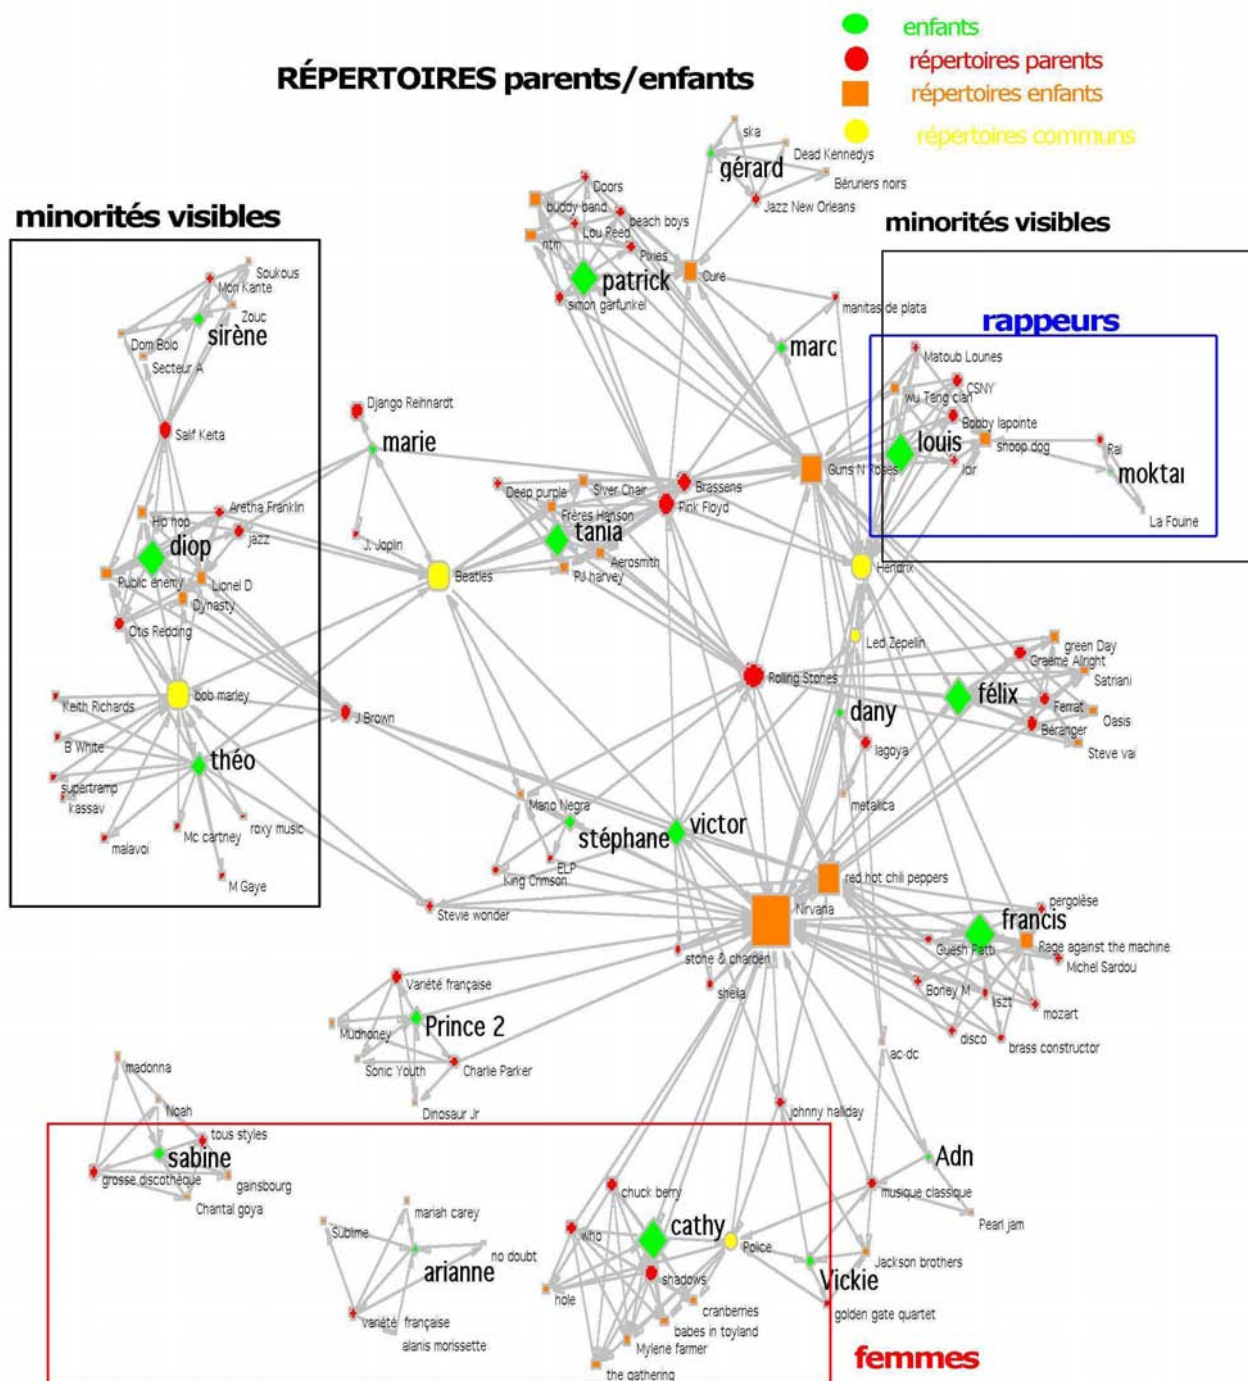 enfants
RÉPERTOIRES parents/enfants
répertoires parents
répertoires enfants
répertoires communs
ska
Dead Kennedys
gérard
Béruriers noirs
Jazz New Orleans
Doors
buddy band
beach boys
Lou Reed
ntm
Pixies
patrick
Cure
simon garfunkel
manitas de plata
marc
minorités visibles
minorités visibles
Soukous
Mori Kante
Zouc
sirène
Dom Bolo
Secteur A
Salif Keita
rappeurs
Matoub Lounes
CSNY
wu Tang clan
Bobby lapointe
louis
snoop dog
Idir
Rai
moktar
La Fouine
Django Reihnardt
marie
J. Joplin
Guns N Roses
Brassens
Pink Floyd
Deep purple
Silver Chair
Frères Hanson
tania
Aerosmith
PJ harvey
Beatles
Hendrix
Aretha Franklin
Hip hop
jazz
diop
Public enemy
Lionel D
Dynasty
Otis Redding
bob marley
Keith Richards
J Brown
B White
théo
supertramp
kassav
roxy music
Mc cartney
malavoi
M Gaye
Led Zepelin
Rolling Stones
green Day
Graeme Alright
Satriani
félix
Ferrat
Oasis
Béranger
Steve vai
dany
lagoya
metalica
Mano Negra
stéphane
victor
ELP
King Crimson
Stevie wonder
red hot chili peppers
Nirvana
stone & charden
sheila
pergolèse
francis
Guesh Patti
Rage against the machine
Michel Sardou
Boney M
liszt
mozart
disco
brass constructor
ac-dc
Variété française
Mudhoney
Prince 2
Sonic Youth
Charlie Parker
Dinosaur Jr
madonna
Noah
tous styles
sabine
grosse discothèque
gainsbourg
Chantal goya
johnny haliday
Adn
musique classique
Pearl jam
mariah carey
Sublime
no doubt
arianne
variété française
alanis morissette
chuck berry
who
cathy
Police
shadows
hole
cranberries
babes in toyland
Mylene farmer
the gathering
Jackson brothers
Vickie
golden gate quartet
femmes